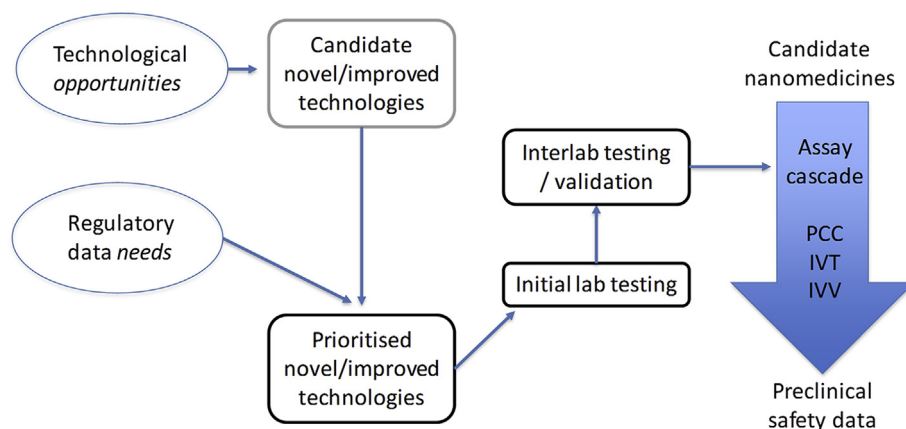 Technological
opportunities
Candidate
novel/improved
technologies
Regulatory
data needs
Prioritised
novel/improved
technologies
Initial lab testing
Interlab testing
/ validation
Candidate
nanomedicines
Assay
cascade
PCC
IVT
IVV
Preclinical
safety data